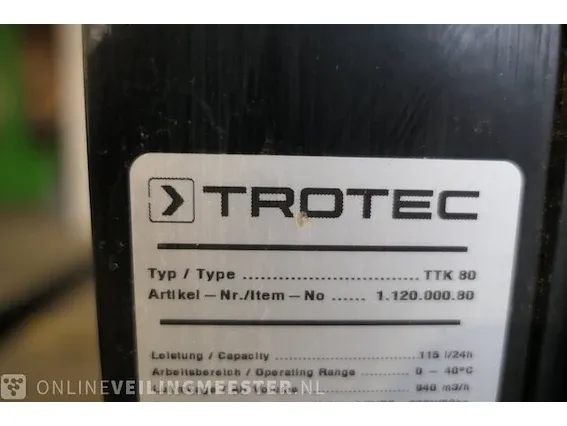 TROTEC
Typ / Type .................... TTK 80
Artikel – Nr./Item – No ...... 1.120.000.80
Leistung / Capacity .................... 115 l/24h
Arbeitsbereich / Operating Range .......... 0 – 40°C
940 m3/h
ONLINEVEILINGMEESTER.NL